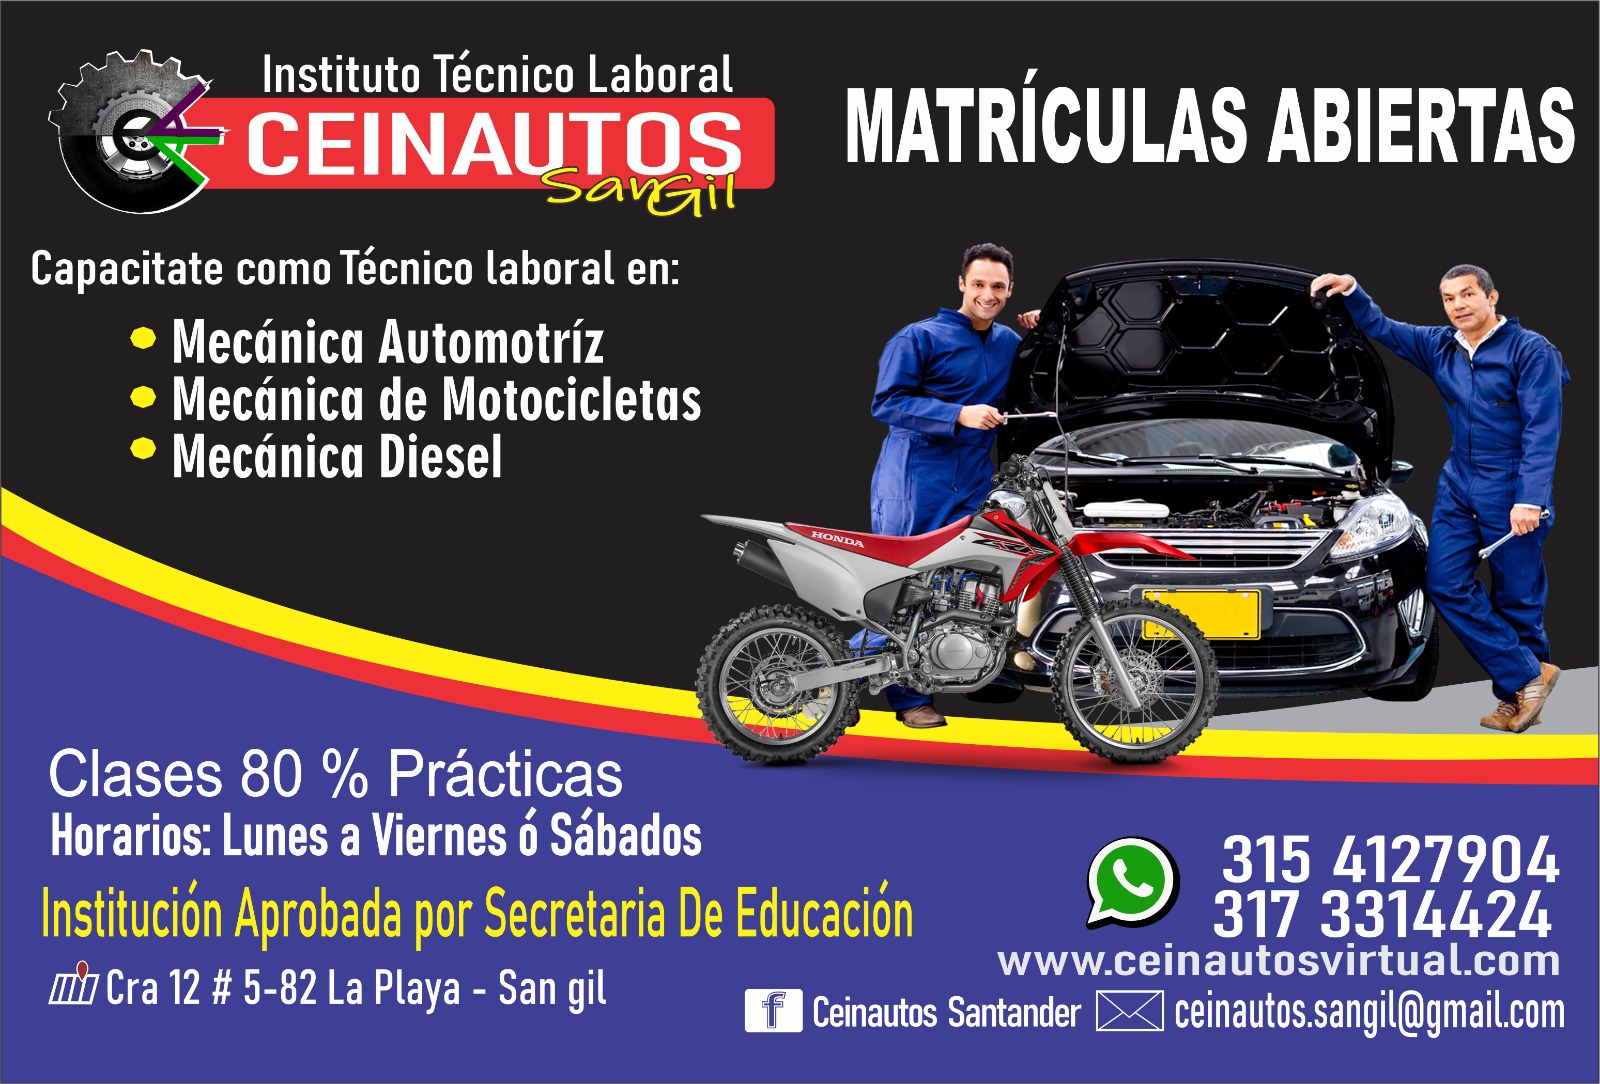 Instituto Técnico Laboral
CEINAUTOS
SanGil
MATRÍCULAS ABIERTAS
Capacitate como Técnico laboral en:
Mecánica Automotríz
Mecánica de Motocicletas
Mecánica Diesel
HONDA
Clases 80 % Prácticas
Horarios: Lunes a Viernes ó Sábados
Institución Aprobada por Secretaria De Educación
Cra 12 # 5-82 La Playa - San gil
315 4127904
317 3314424
www.ceinautosvirtual.com
Ceinautos Santander
ceinautos.sangil@gmail.com